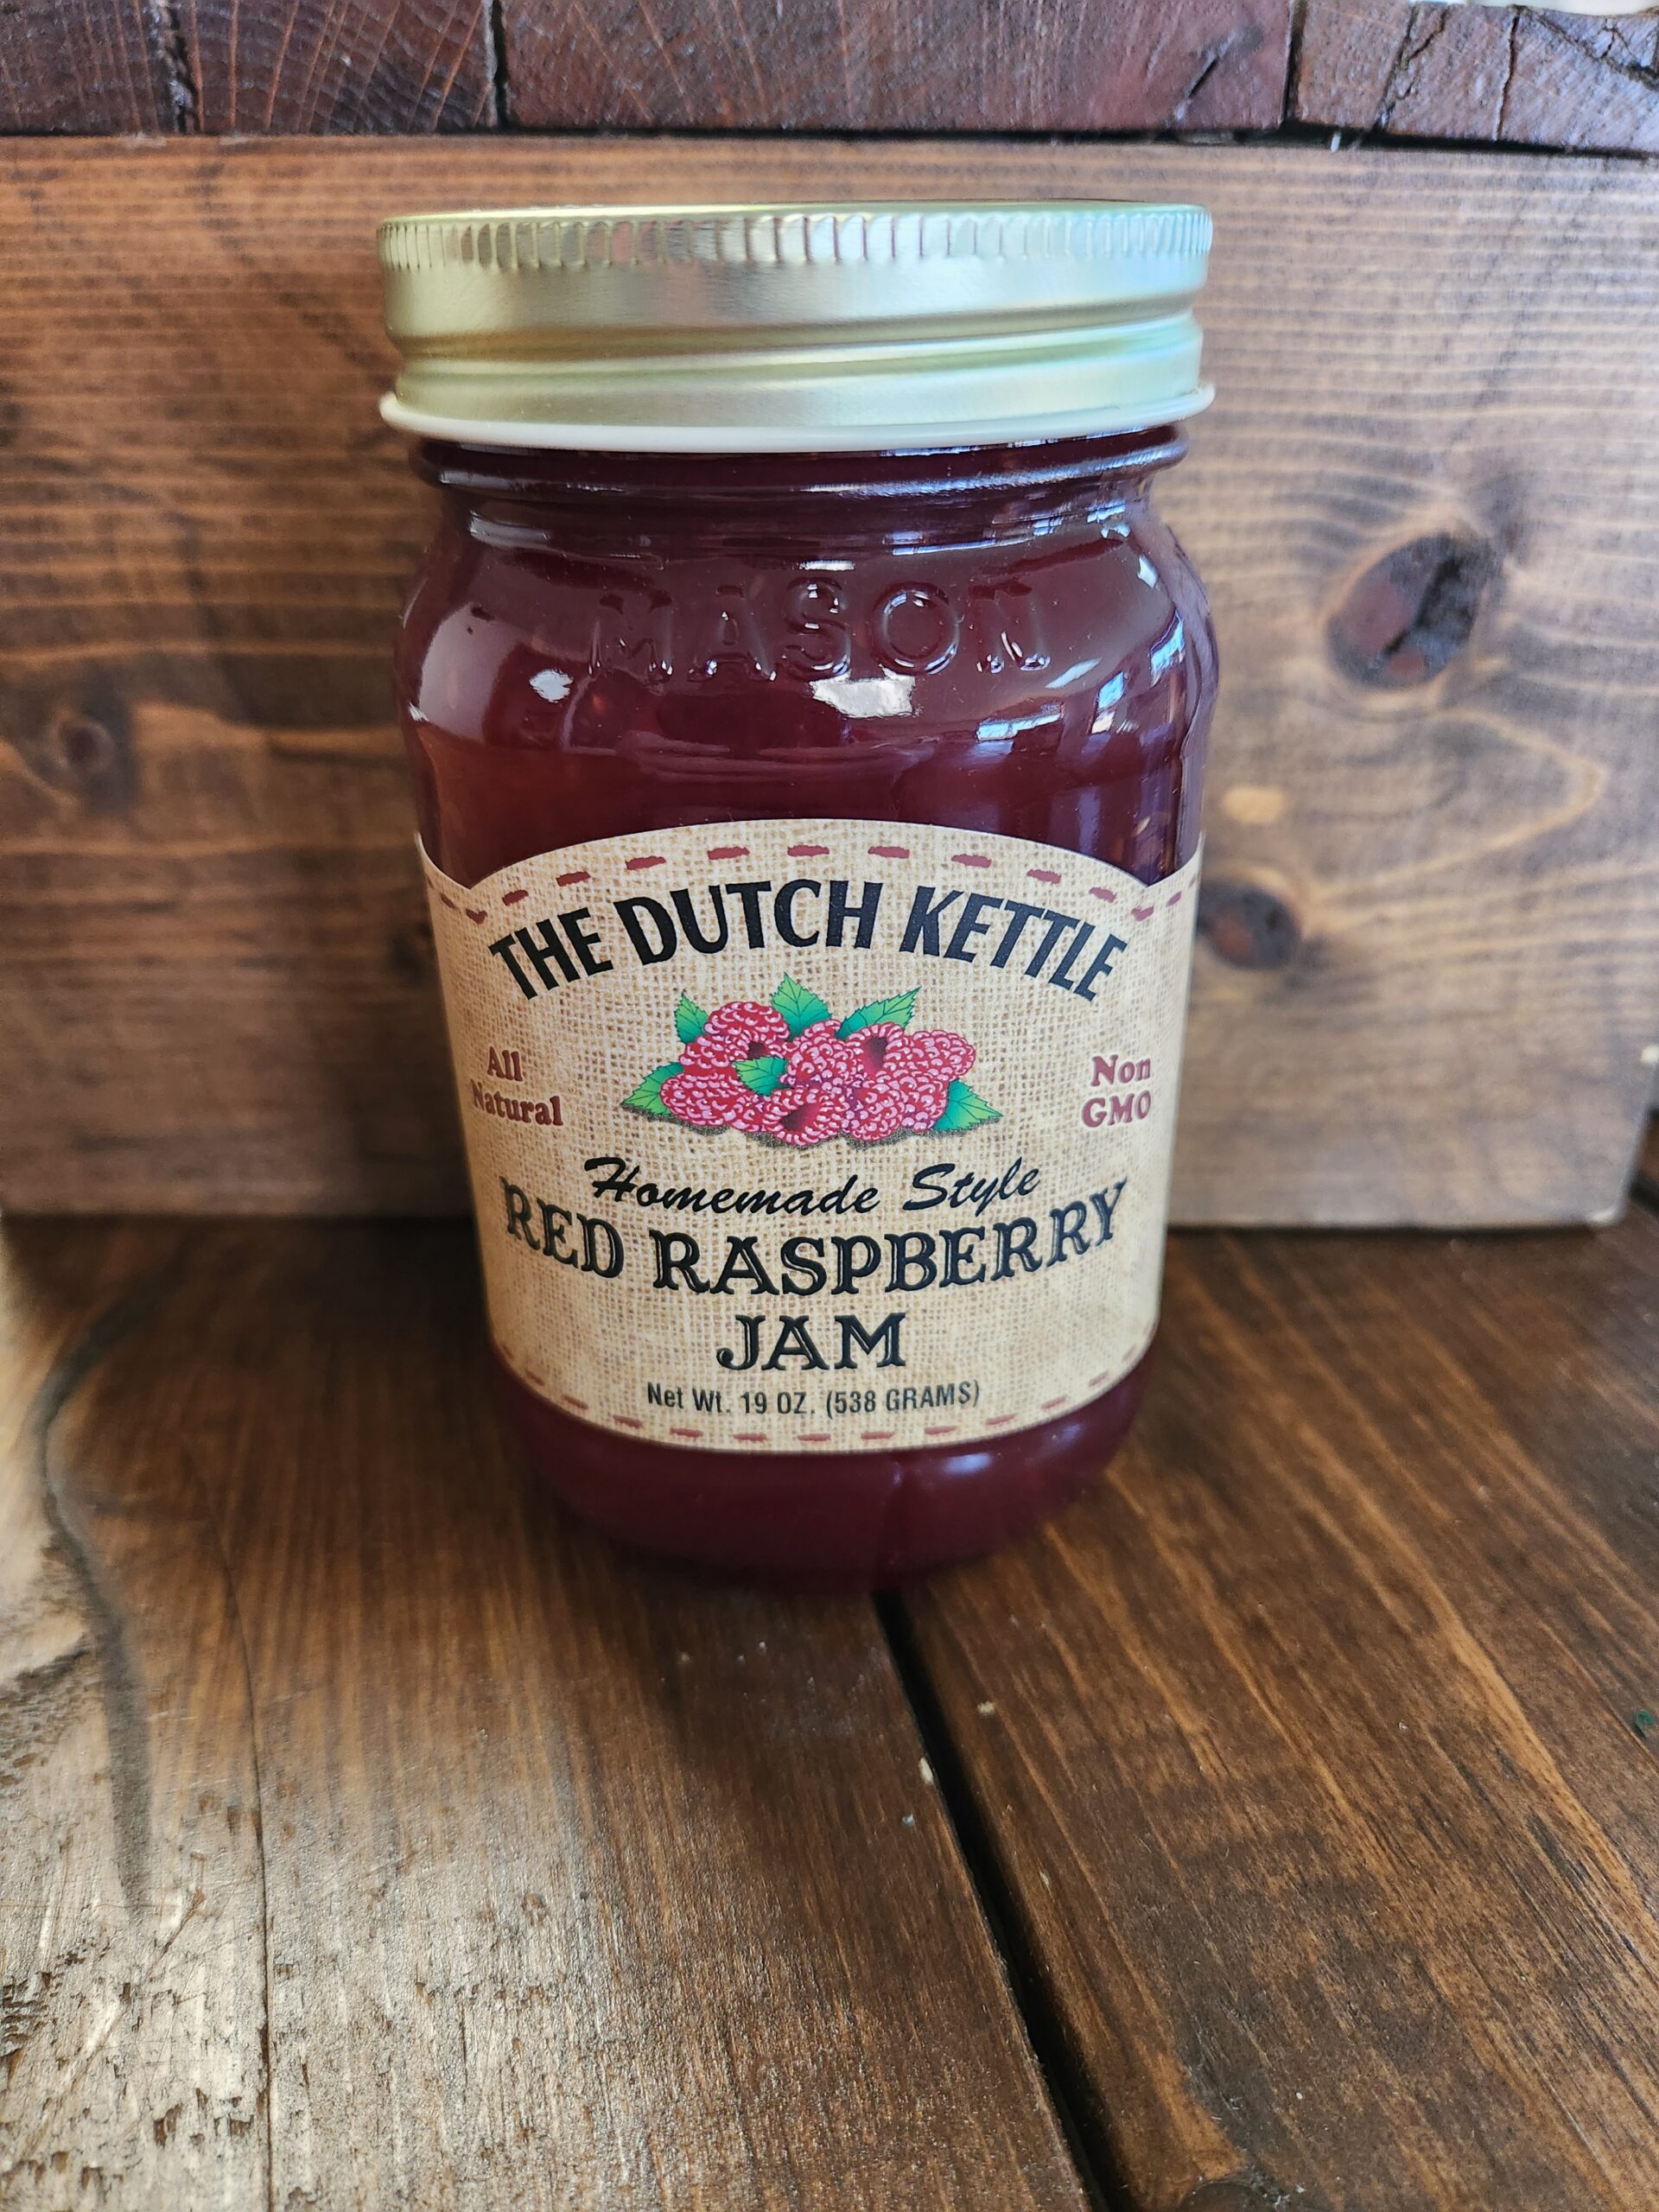 MASON
THE DUTCH KETTLE
All
Natural
Non
GMO
Homemade Style
RED RASPBERRY
JAM
Net Wt. 19 OZ. (538 GRAMS)